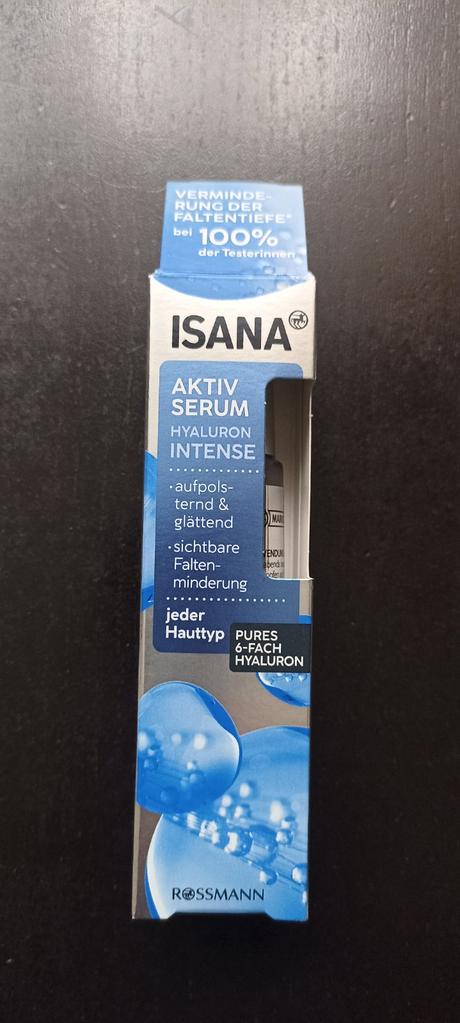 VERMINDE-
RUNG DER
FALTENTIEFE*
bei 100%
der Testerinnen
ISANA
AKTIV
SERUM
HYALURON
INTENSE
·aufpols-
ternd &
glättend
·sichtbare
Falten-
minderung
jeder
Hauttyp
PURES
6-FACH
HYALURON
ROSSMANN